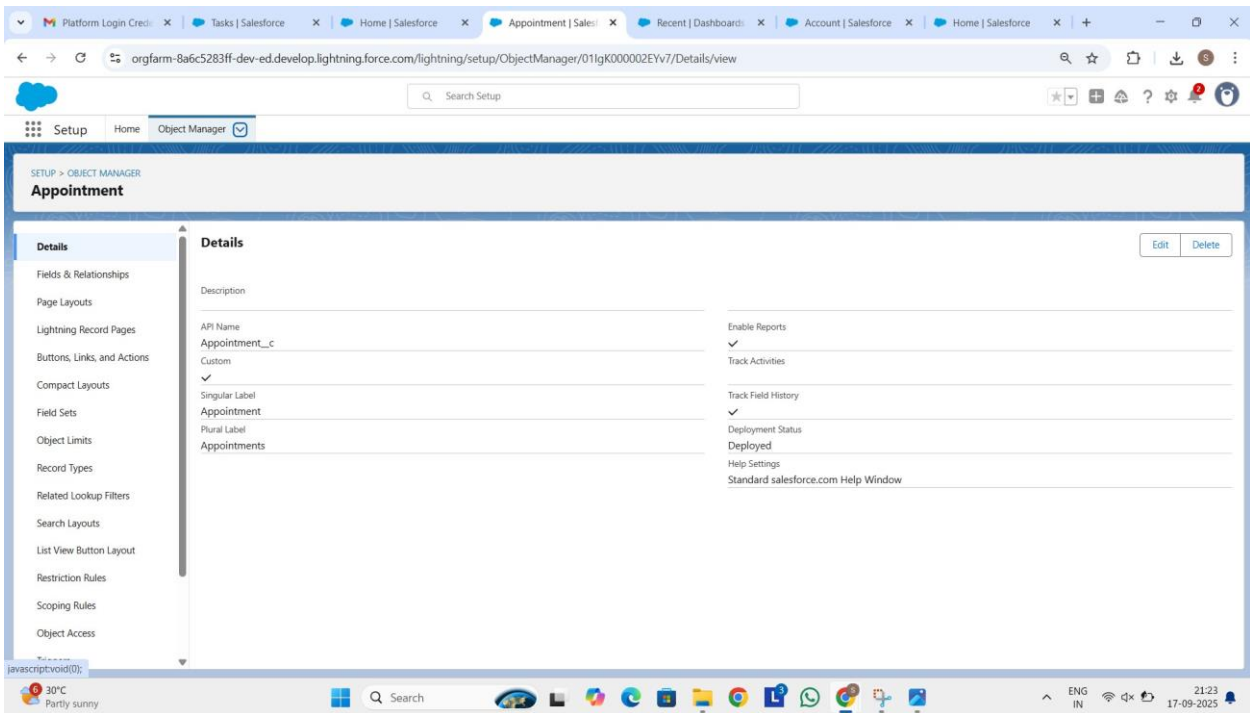 Platform Login Crede
Tasks | Salesforce
Home | Salesforce
Appointment | Sales
Recent | Dashboards
Account | Salesforce
Home | Salesforce
orgfarm-8a6c5283ff-dev-ed.develop.lightning.force.com/lightning/setup/ObjectManager/01IgK000002EYv7/Details/view
S
Search Setup
2
Setup Home Object Manager
SETUP > OBJECT MANAGER
Appointment
Details
Fields & Relationships
Page Layouts
Lightning Record Pages
Buttons, Links, and Actions
Compact Layouts
Field Sets
Object Limits
Record Types
Related Lookup Filters
Search Layouts
List View Button Layout
Restriction Rules
Scoping Rules
Object Access
Details
Edit Delete
Description
API Name
Appointment__c
Custom
Singular Label
Appointment
Plural Label
Appointments
Enable Reports
Track Activities
Track Field History
Deployment Status
Deployed
Help Settings
Standard salesforce.com Help Window
javascript:void(0);
6
30°C
Partly sunny
Search
3
ENG
IN
21:23
17-09-2025